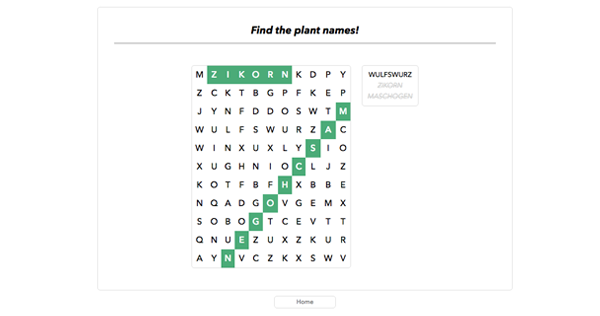 Find the plant names!
M Z I K O R N K D P Y
Z C K T B G P F K E P
J Y N F D D O S W T M
W U L F S W U R Z A C
W I N X U X L Y S I O
X U G H N I O C L J Z
K O T F B F H X B B E
N Q A D G O V G E M X
S O B O G T C E V T T
Q N U E Z U X Z K U R
A Y N V C Z K X S W V
WULFSWURZ
ZIKORN
MASCHOGEN
Home